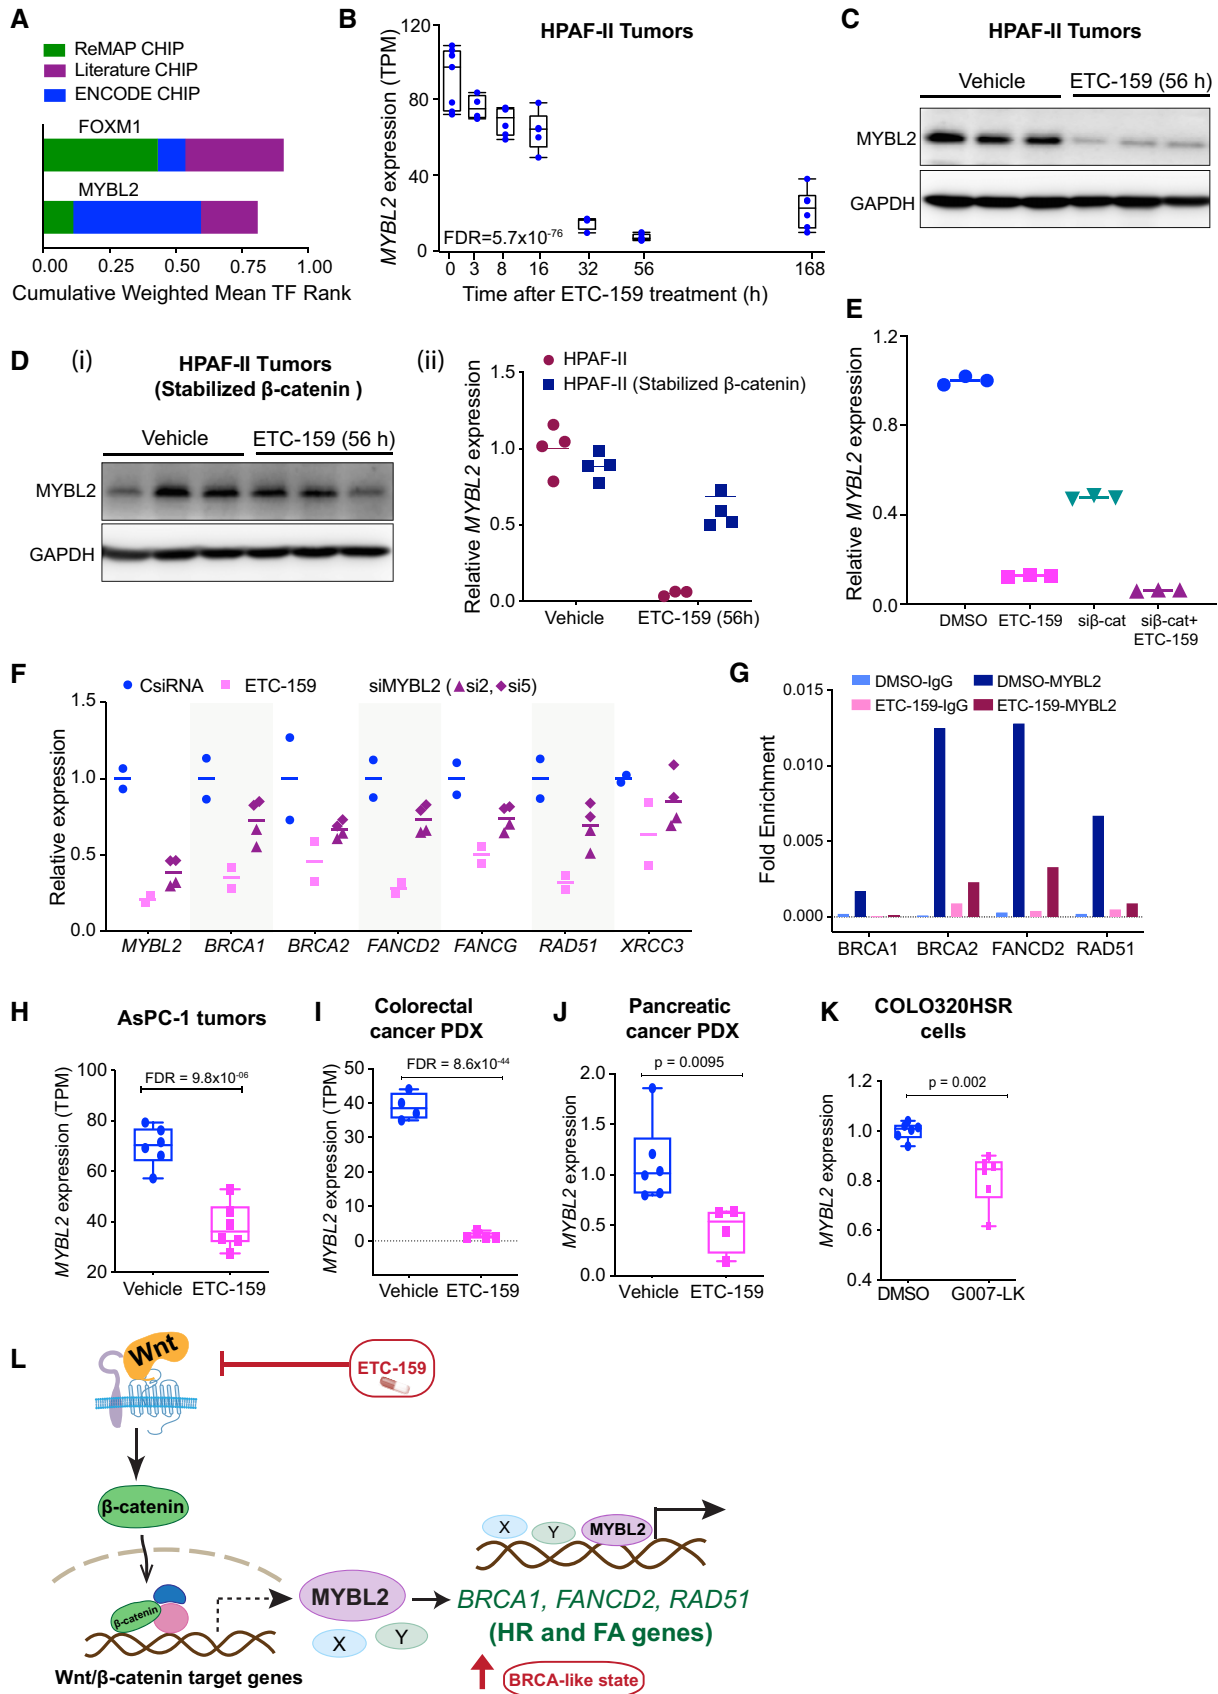 A
ReMAP CHIP
Literature CHIP
ENCODE CHIP
FOXM1
MYBL2
0.00 0.25 0.50 0.75 1.00
Cumulative Weighted Mean TF Rank
B
HPAF-II Tumors
MYBL2 expression (TPM)
120
80
40
0
FDR=5.7x10-76
0 3 8 16 32 56 168
Time after ETC-159 treatment (h)
C
HPAF-II Tumors
Vehicle ETC-159 (56 h)
MYBL2
GAPDH
D (i)
HPAF-II Tumors
(Stabilized β-catenin )
Vehicle ETC-159 (56 h)
MYBL2
GAPDH
(ii)
HPAF-II
HPAF-II (Stabilized β-catenin)
Relative MYBL2 expression
1.5
1.0
0.5
0.0
Vehicle ETC-159 (56h)
E
Relative MYBL2 expression
1.2
0.8
0.4
0.0
DMSO ETC-159 siβ-cat siβ-cat+
ETC-159
F
CsiRNA ETC-159 siMYBL2 ( si2, si5)
Relative expression
1.5
1.0
0.5
0.0
MYBL2 BRCA1 BRCA2 FANCD2 FANCG RAD51 XRCC3
G
DMSO-IgG DMSO-MYBL2
ETC-159-IgG ETC-159-MYBL2
Fold Enrichment
0.015
0.010
0.005
0.000
BRCA1 BRCA2 FANCD2 RAD51
H
AsPC-1 tumors
FDR = 9.8x10-06
MYBL2 expression (TPM)
100
80
60
40
20
Vehicle ETC-159
I
Colorectal
cancer PDX
FDR = 8.6x10-44
MYBL2 expression (TPM)
50
40
30
20
10
0
Vehicle ETC-159
J
Pancreatic
cancer PDX
p = 0.0095
MYBL2 expression
2.0
1.5
1.0
0.5
0.0
Vehicle ETC-159
K
COLO320HSR
cells
p = 0.002
MYBL2 expression
1.2
1.0
0.8
0.6
0.4
DMSO G007-LK
L
Wnt
ETC-159
β-catenin
β-catenin
Wnt/β-catenin target genes
MYBL2
X Y
X Y MYBL2
BRCA1, FANCD2, RAD51
(HR and FA genes)
BRCA-like state